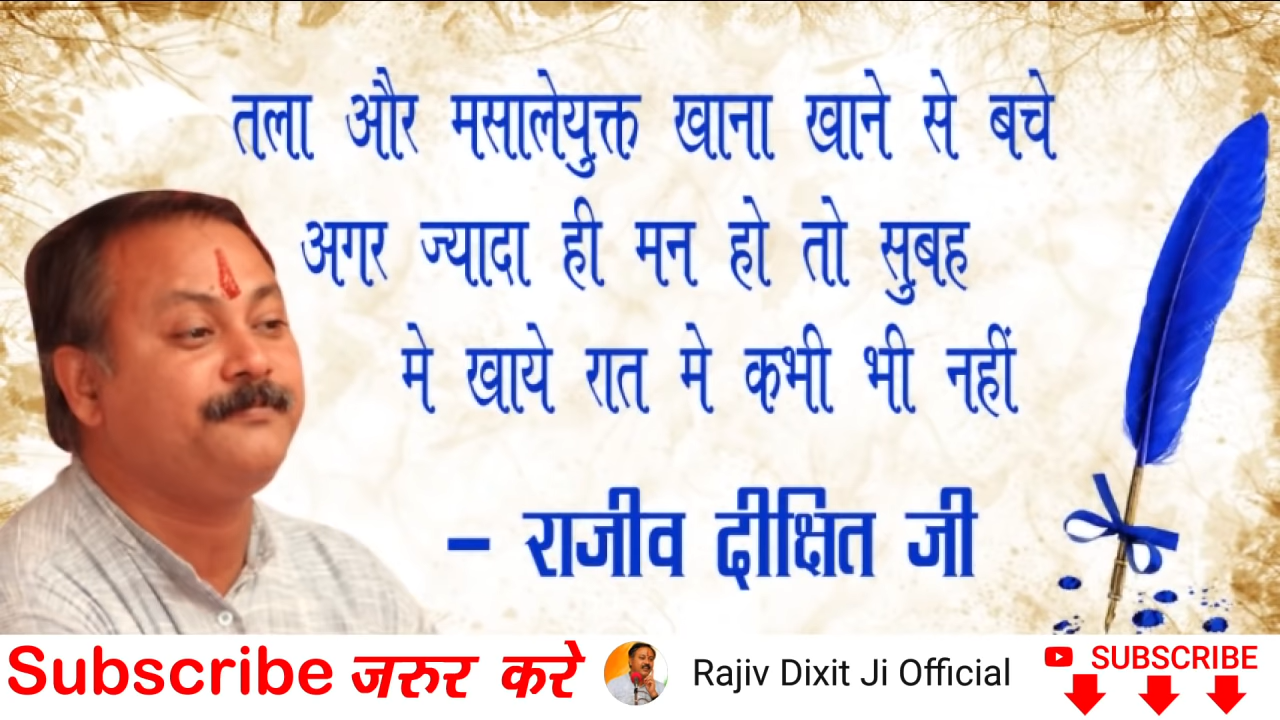 तला और मसालेयुक्त खाना खाने से बचे
अगर ज्यादा ही मन हो तो सुबह
मे खाये रात मे कभी भी नहीं
– राजीव दीक्षित जी
Subscribe जरुर करे Rajiv Dixit Ji Official SUBSCRIBE